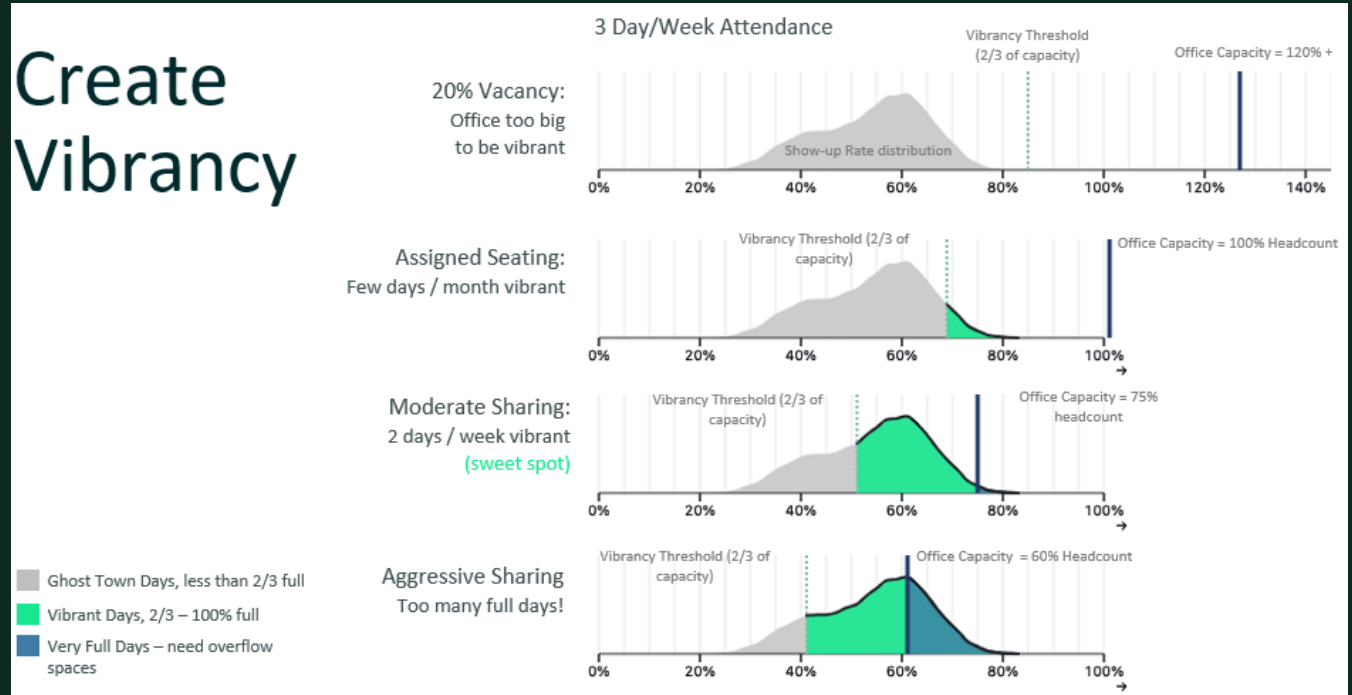 Create
Vibrancy
3 Day/Week Attendance
20% Vacancy:
Office too big
to be vibrant
Vibrancy Threshold
(2/3 of capacity)
Office Capacity = 120% +
Show-up Rate distribution
0% 20% 40% 60% 80% 100% 120% 140%
Assigned Seating:
Few days / month vibrant
Vibrancy Threshold (2/3 of
capacity)
Office Capacity = 100% Headcount
0% 20% 40% 60% 80% 100%
→
Moderate Sharing:
2 days / week vibrant
(sweet spot)
Vibrancy Threshold (2/3 of
capacity)
Office Capacity = 75%
headcount
0% 20% 40% 60% 80% 100%
→
Aggressive Sharing
Too many full days!
Vibrancy Threshold (2/3 of
capacity)
Office Capacity = 60% Headcount
0% 20% 40% 60% 80% 100%
→
Ghost Town Days, less than 2/3 full
Vibrant Days, 2/3 – 100% full
Very Full Days – need overflow
spaces